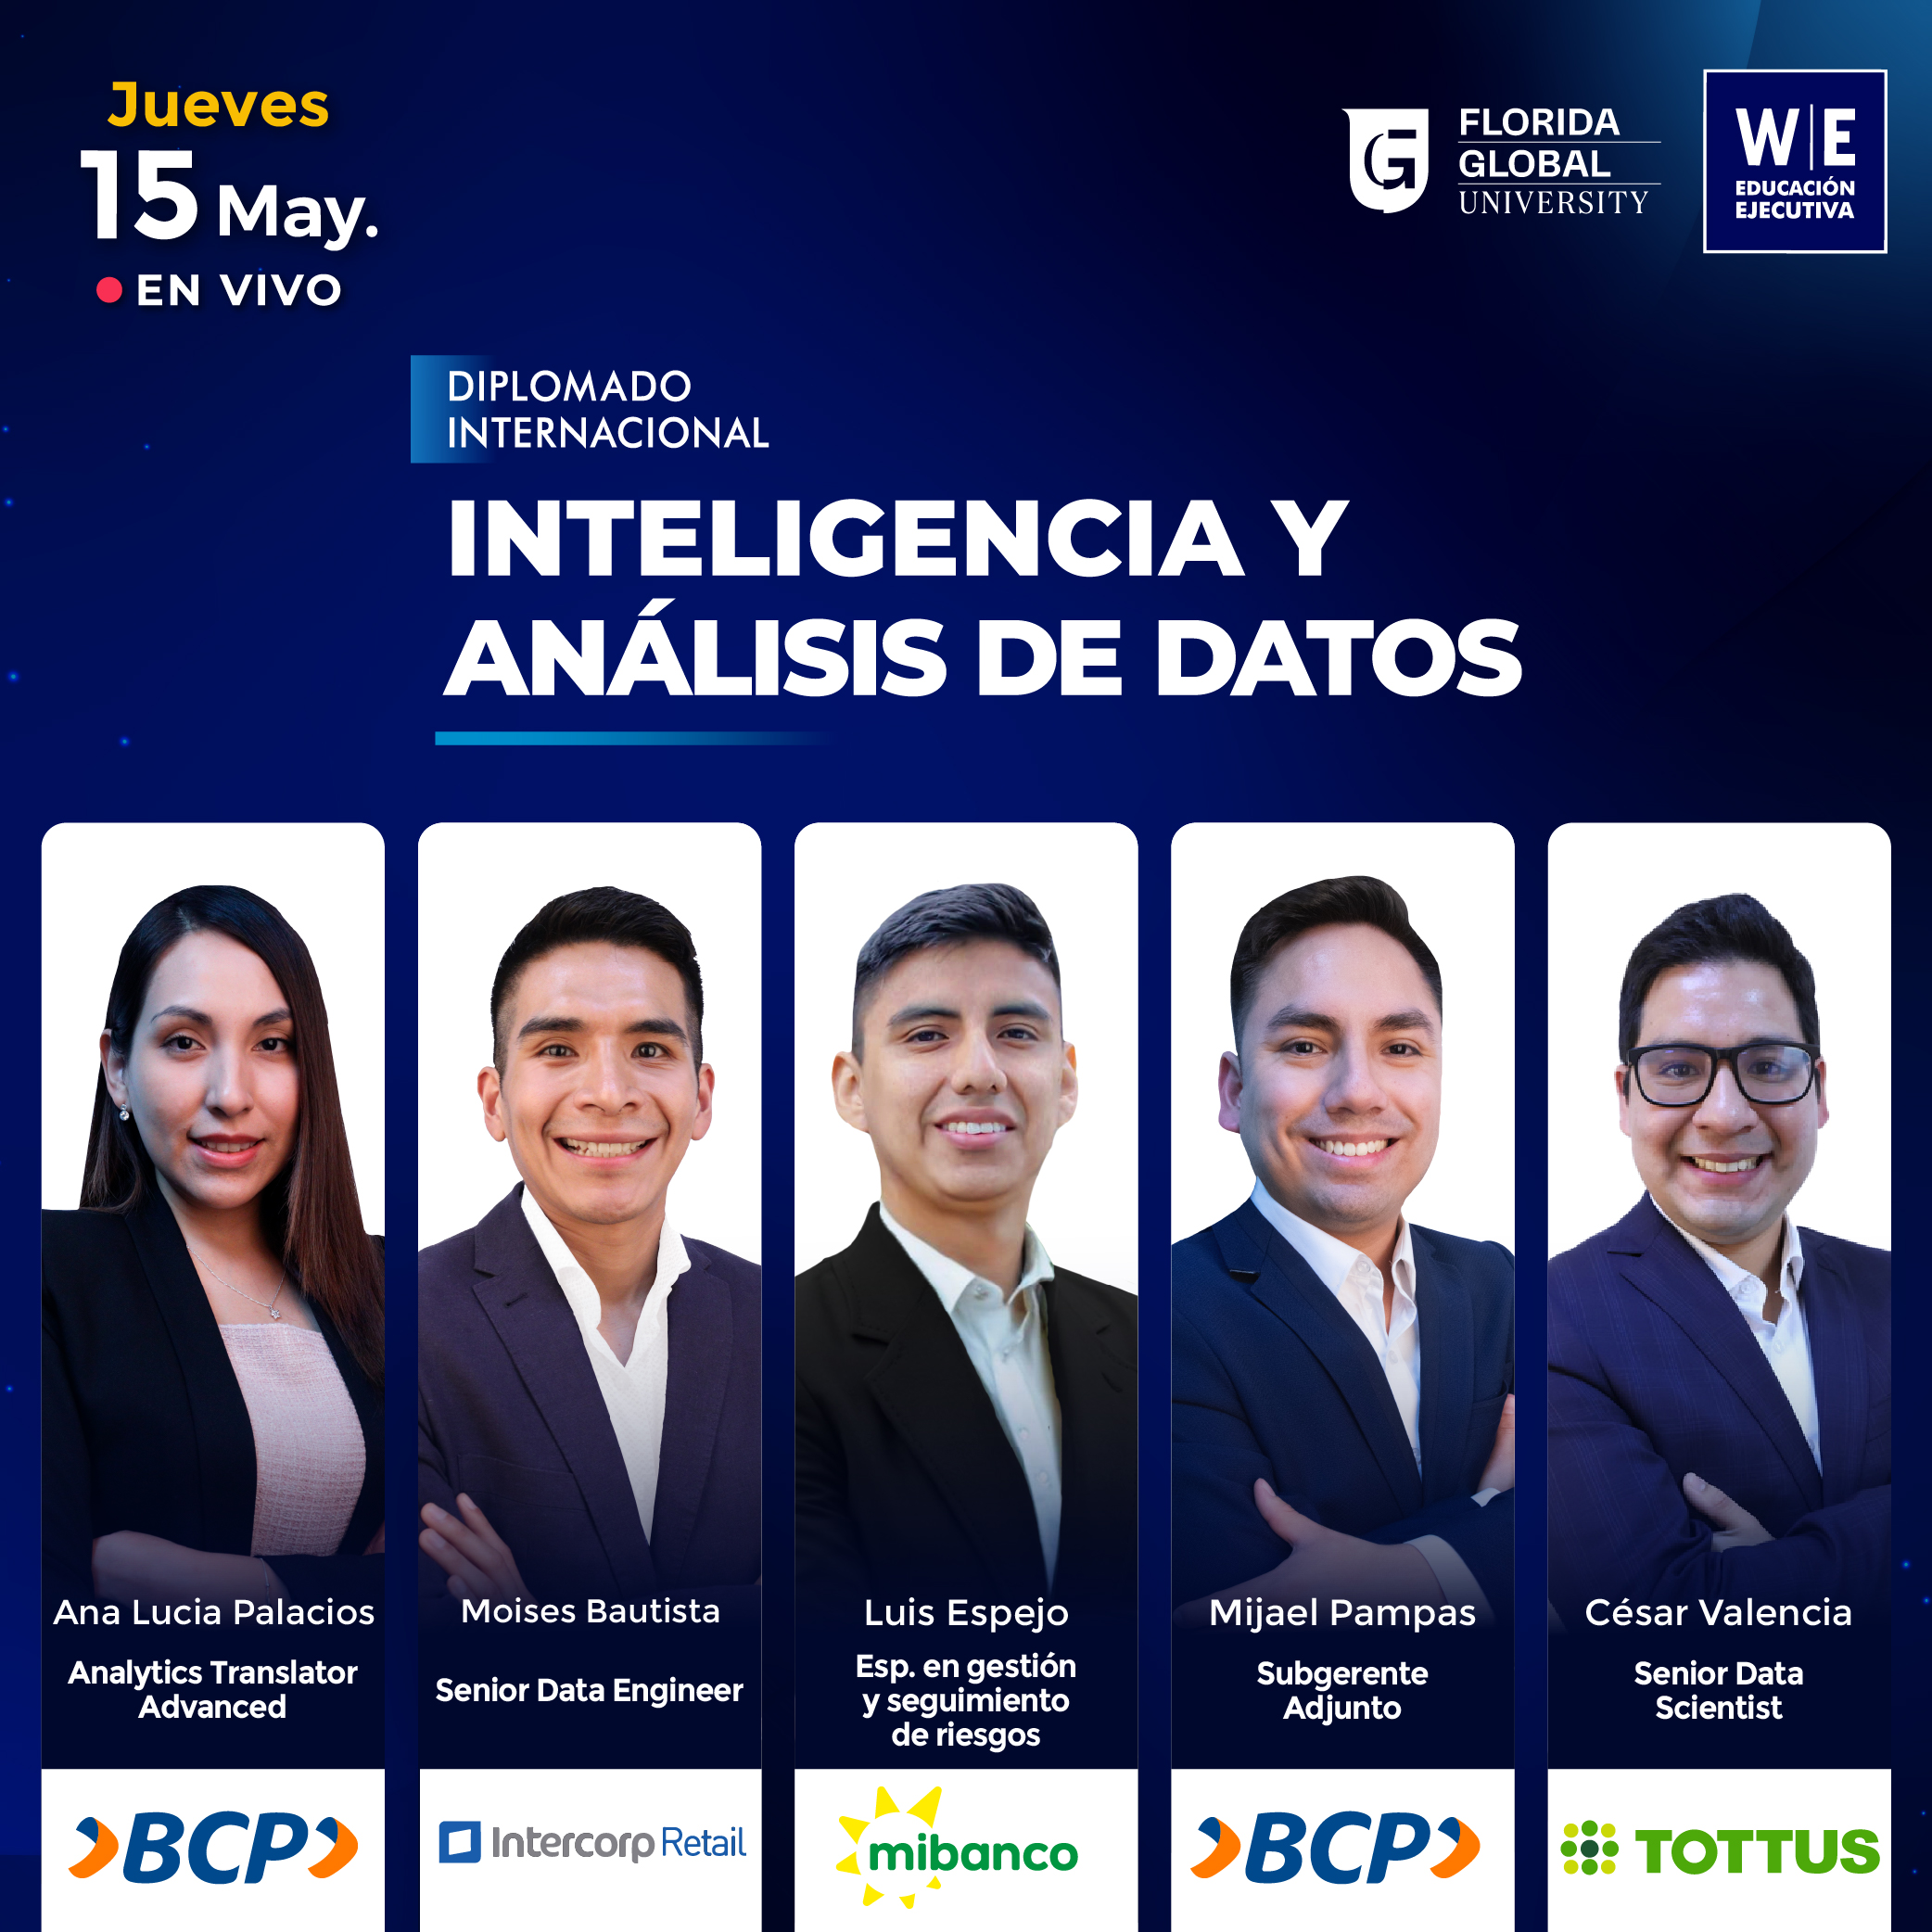 Jueves
15 May.
EN VIVO
FLORIDA
GLOBAL
UNIVERSITY
W|E
EDUCACIÓN
EJECUTIVA
DIPLOMADO
INTERNACIONAL
INTELIGENCIA Y
ANÁLISIS DE DATOS
Ana Lucia Palacios
Analytics Translator
Advanced
BCP
Moises Bautista
Senior Data Engineer
Intercorp Retail
Luis Espejo
Esp. en gestión
y seguimiento
de riesgos
mibanco
Mijael Pampas
Subgerente
Adjunto
BCP
César Valencia
Senior Data
Scientist
TOTTUS